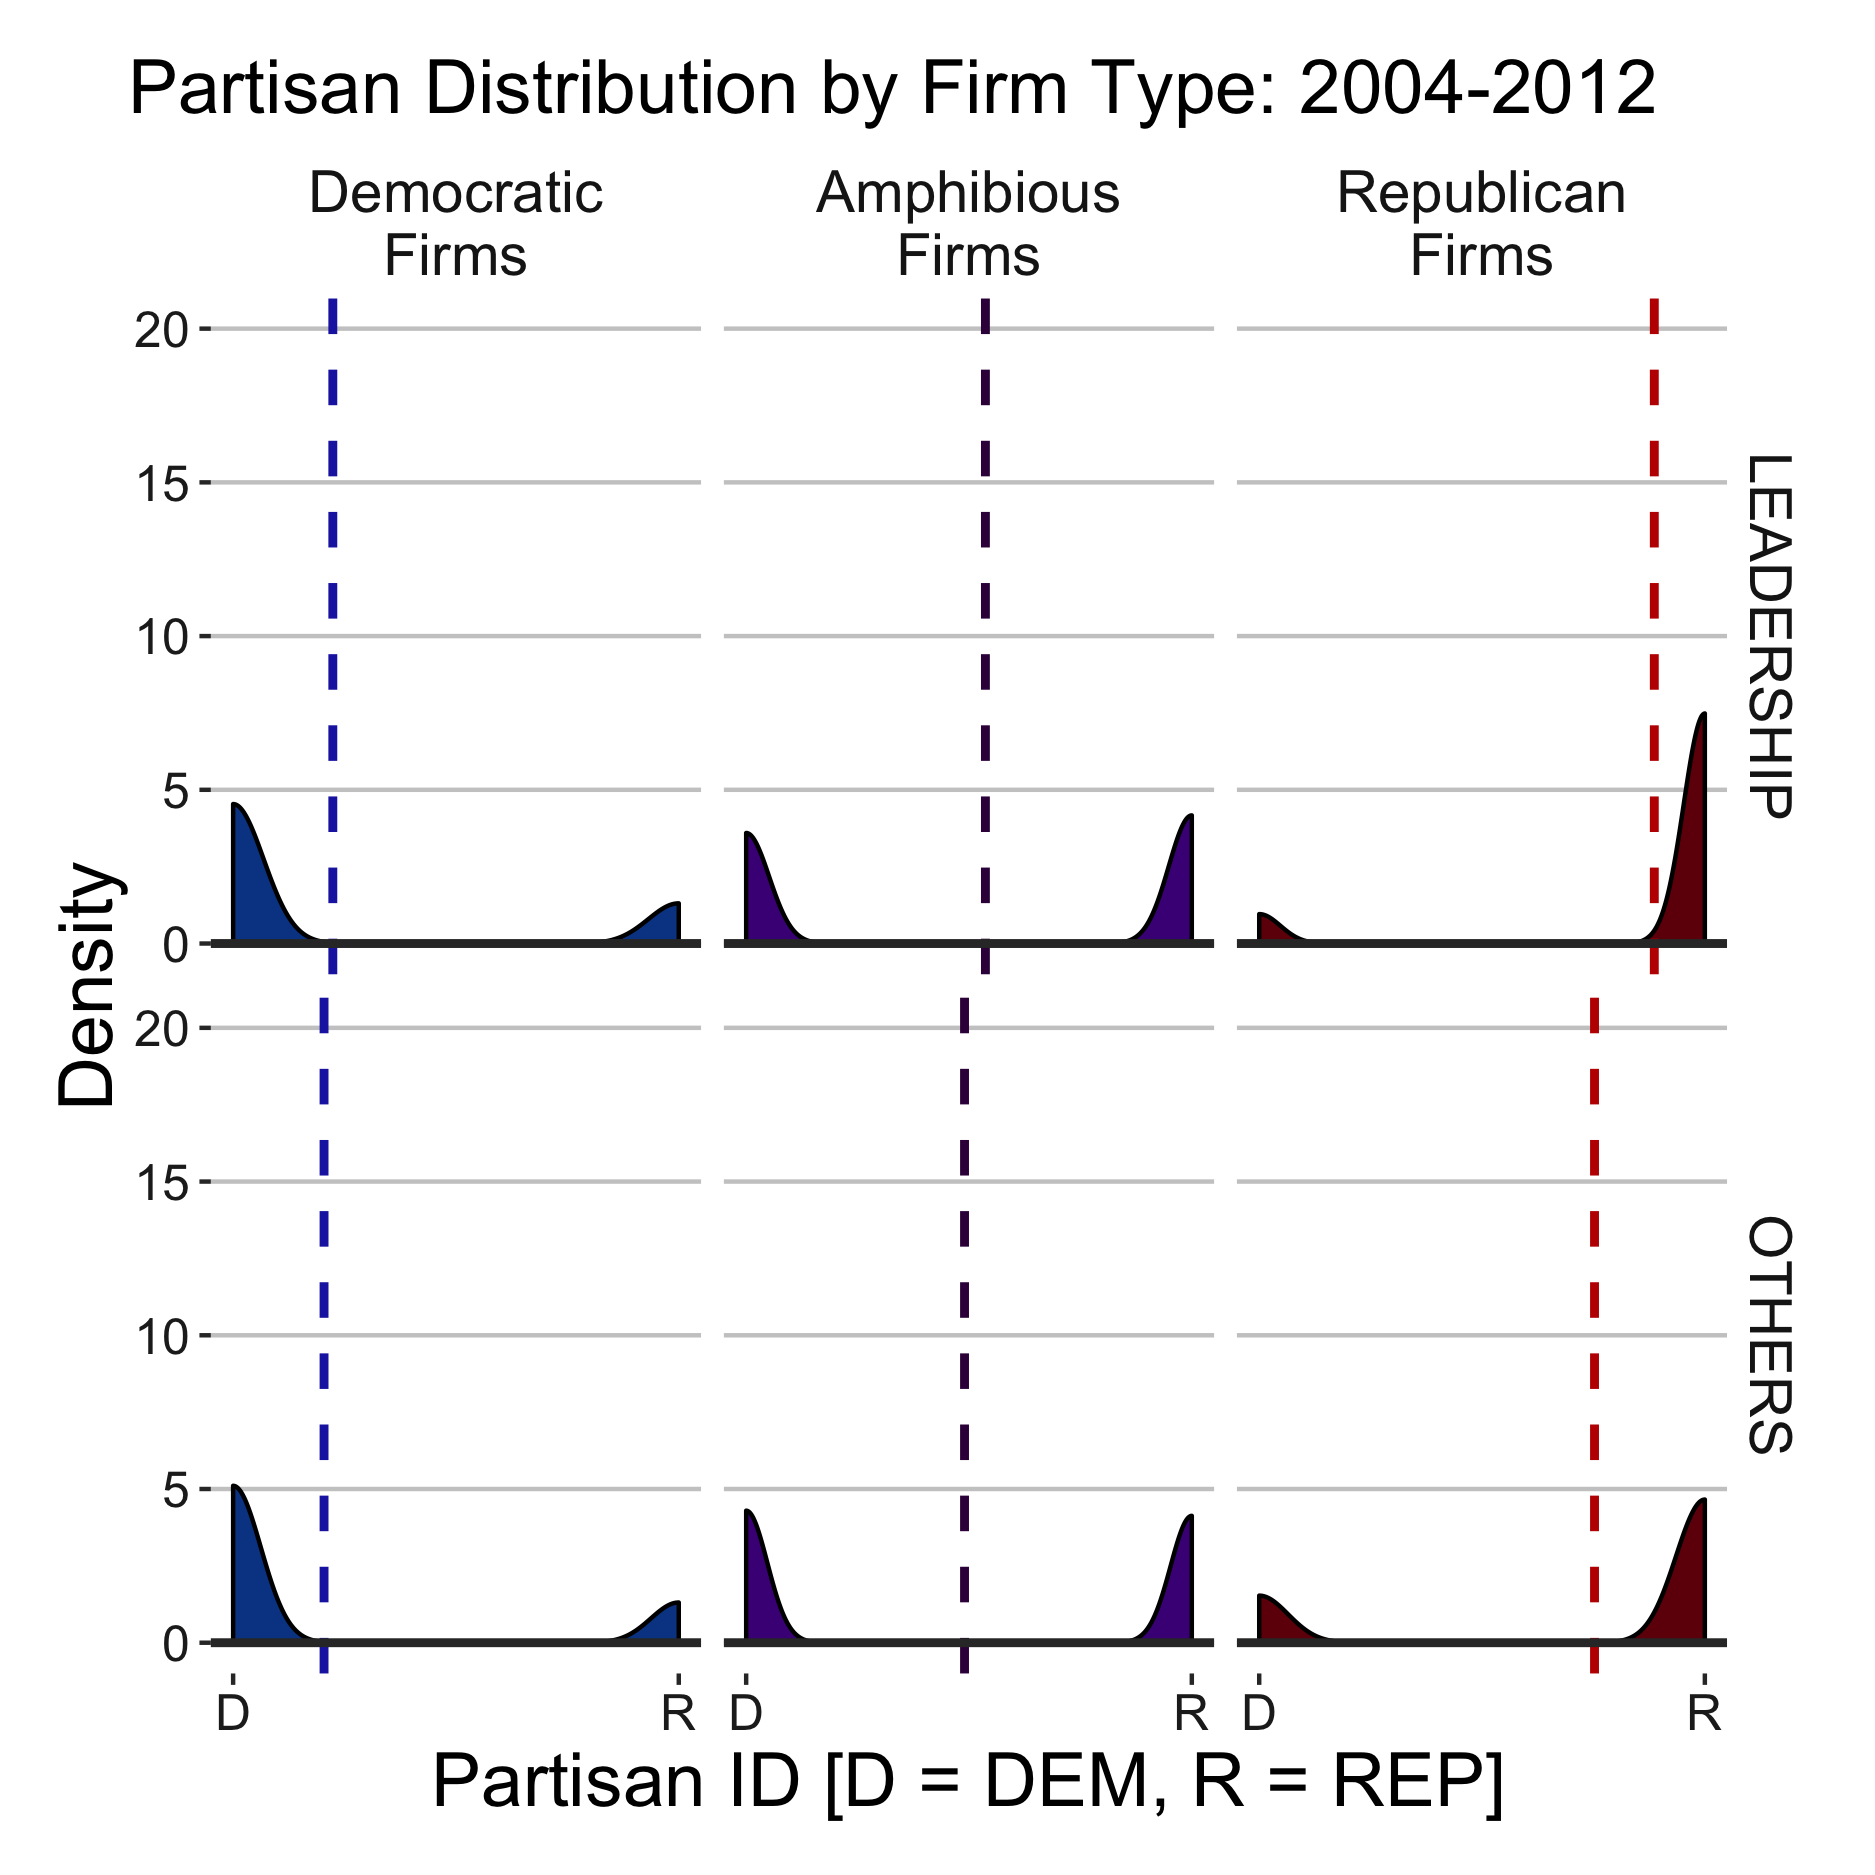 Partisan Distribution by Firm Type: 2004-2012
Democratic
Firms
Amphibious
Firms
Republican
Firms
20
15
10
5
0
LEADERSHIP
Density
20
15
10
5
0
OTHERS
D
R
D
R
D
R
Partisan ID [D = DEM, R = REP]